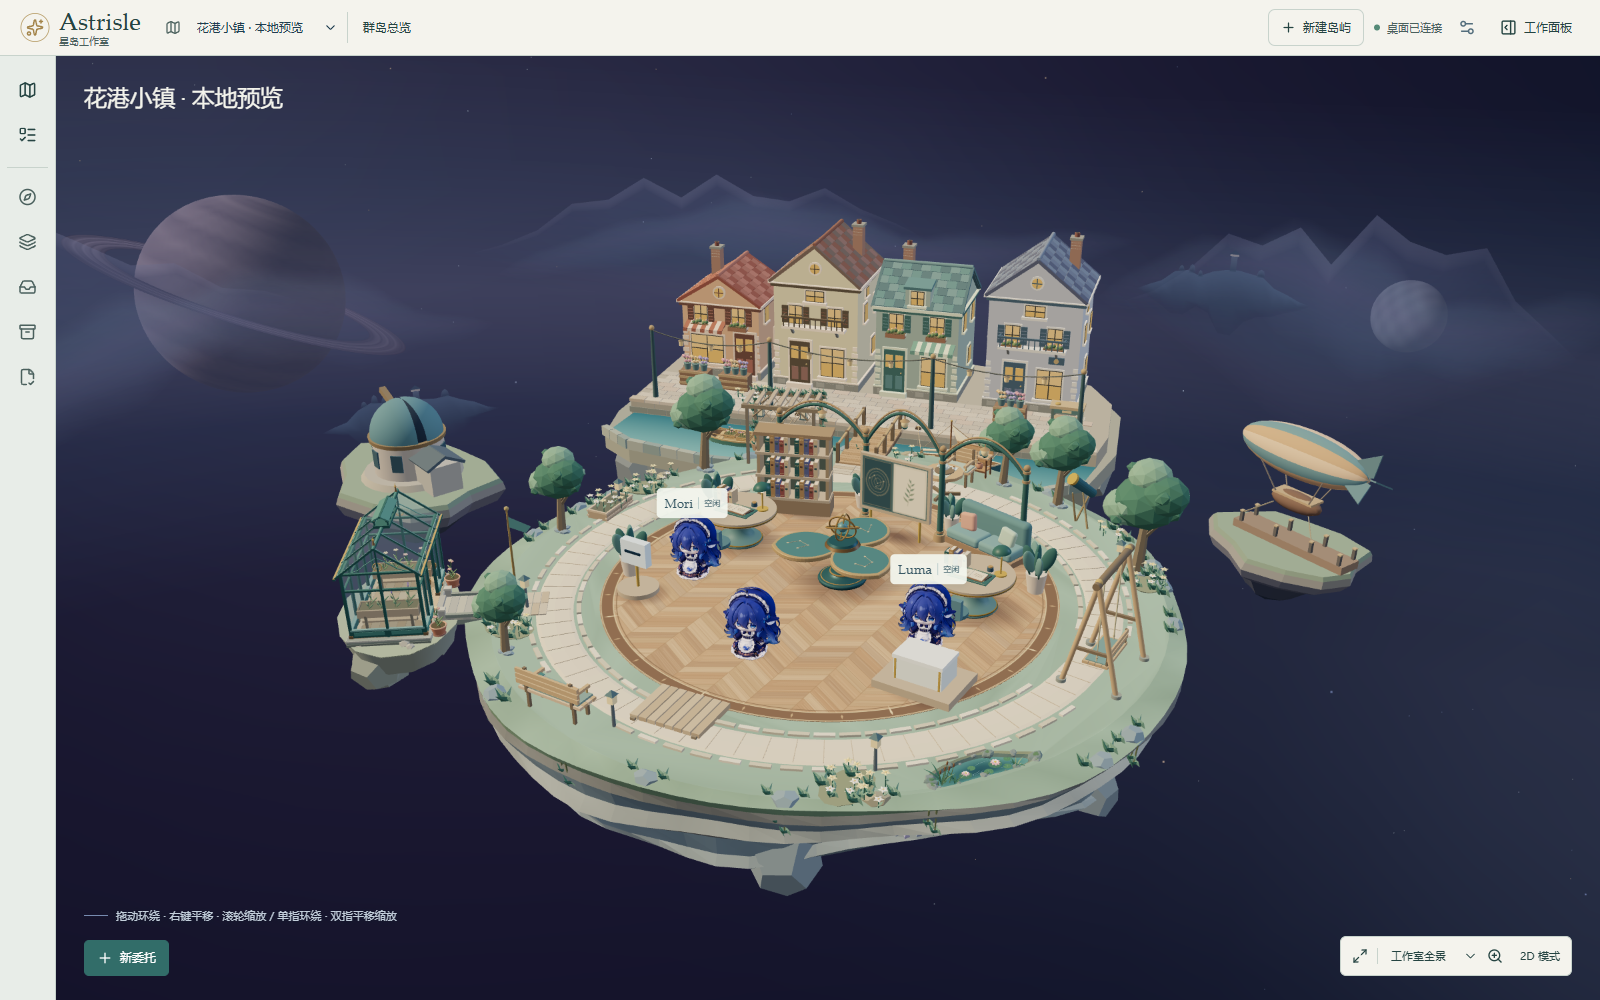 Astrisle
星岛工作室
花港小镇 · 本地预览
群岛总览
新建岛屿
桌面已连接
工作面板
花港小镇 · 本地预览
Mori 空闲
Luma 空闲
拖动环绕 · 右键平移 · 滚轮缩放 / 单指环绕 · 双指平移缩放
新委托
工作室全景
2D 模式